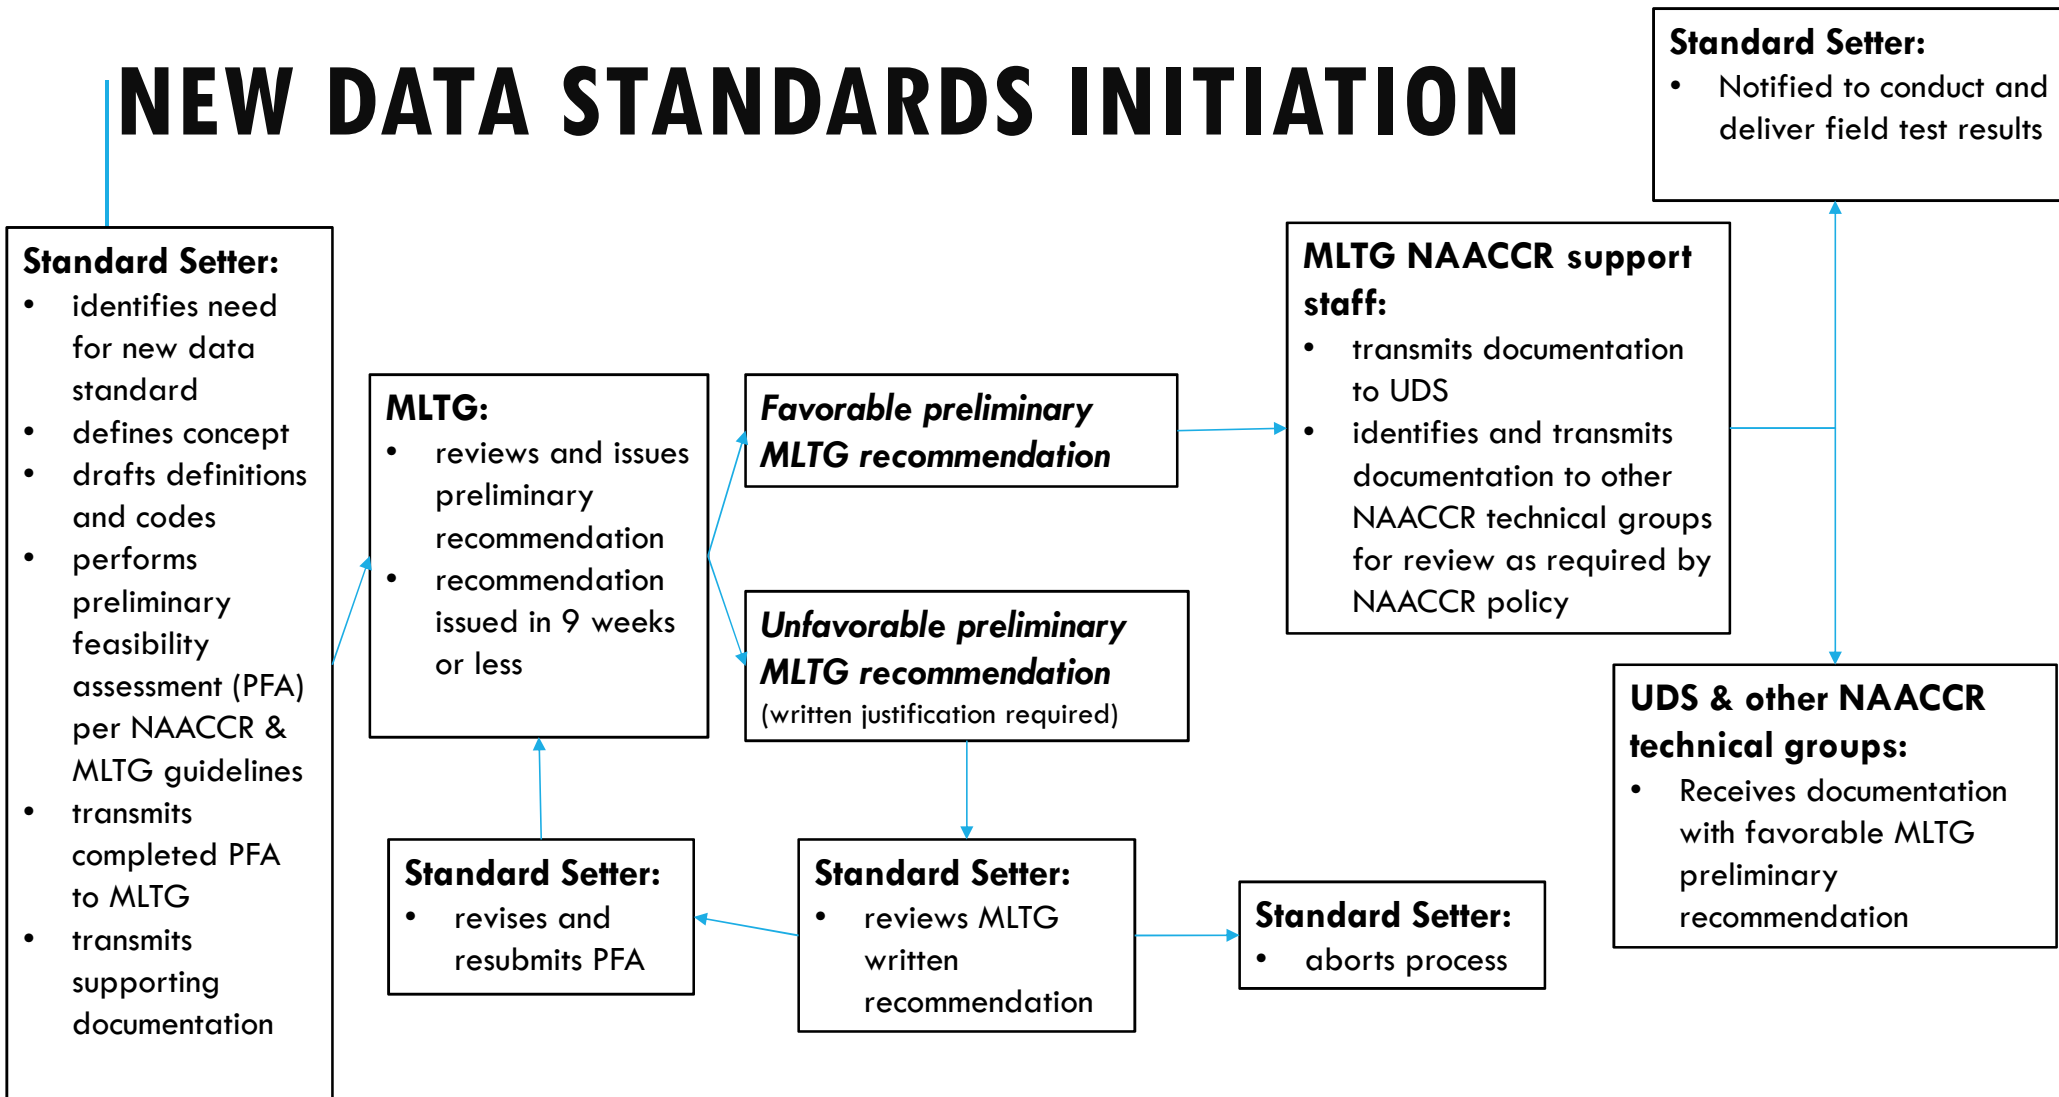 NEW DATA STANDARDS INITIATION
Standard Setter:
• Notified to conduct and
deliver field test results
Standard Setter:
• identifies need
for new data
standard
• defines concept
• drafts definitions
and codes
• performs
preliminary
feasibility
assessment (PFA)
per NAACCR &
MLTG guidelines
• transmits
completed PFA
to MLTG
• transmits
supporting
documentation
MLTG:
• reviews and issues
preliminary
recommendation
• recommendation
issued in 9 weeks
or less
Favorable preliminary
MLTG recommendation
Unfavorable preliminary
MLTG recommendation
(written justification required)
MLTG NAACCR support
staff:
• transmits documentation
to UDS
• identifies and transmits
documentation to other
NAACCR technical groups
for review as required by
NAACCR policy
UDS & other NAACCR
technical groups:
• Receives documentation
with favorable MLTG
preliminary
recommendation
Standard Setter:
• revises and
resubmits PFA
Standard Setter:
• reviews MLTG
written
recommendation
Standard Setter:
• aborts process